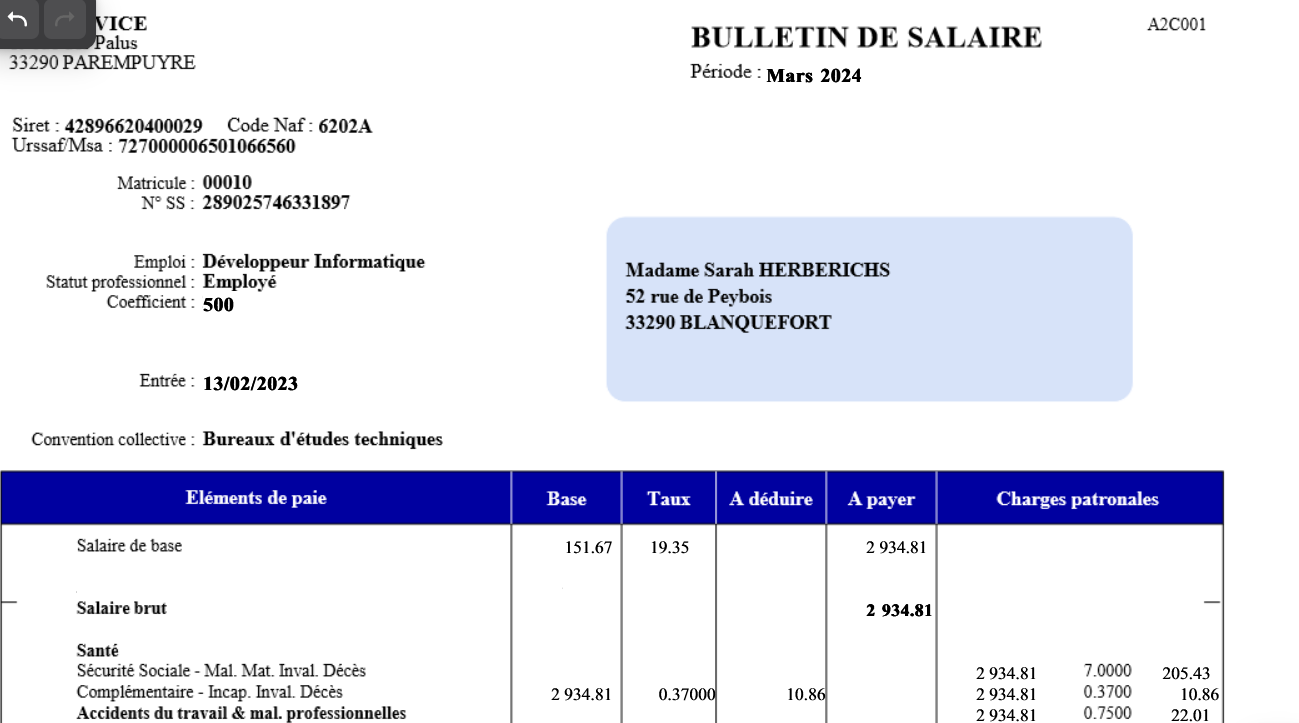 VICE
Palus
33290 PAREMPUYRE
BULLETIN DE SALAIRE
A2C001
Période : Mars 2024
Siret : 42896620400029 Code Naf : 6202A
Urssaf/Msa : 727000006501066560
Matricule : 00010
N° SS : 289025746331897
Emploi : Développeur Informatique
Statut professionnel : Employé
Coefficient : 500
Madame Sarah HERBERICHS
52 rue de Peybois
33290 BLANQUEFORT
Entrée : 13/02/2023
Convention collective : Bureaux d'études techniques
Eléments de paie Base Taux A déduire A payer Charges patronales
Salaire de base 151.67 19.35 2 934.81
Salaire brut 2 934.81
Santé
Sécurité Sociale - Mal. Mat. Inval. Décès 2 934.81 7.0000 205.43
Complémentaire - Incap. Inval. Décès 2 934.81 0.37000 10.86 2 934.81 0.3700 10.86
Accidents du travail & mal. professionnelles 2 934.81 0.7500 22.01